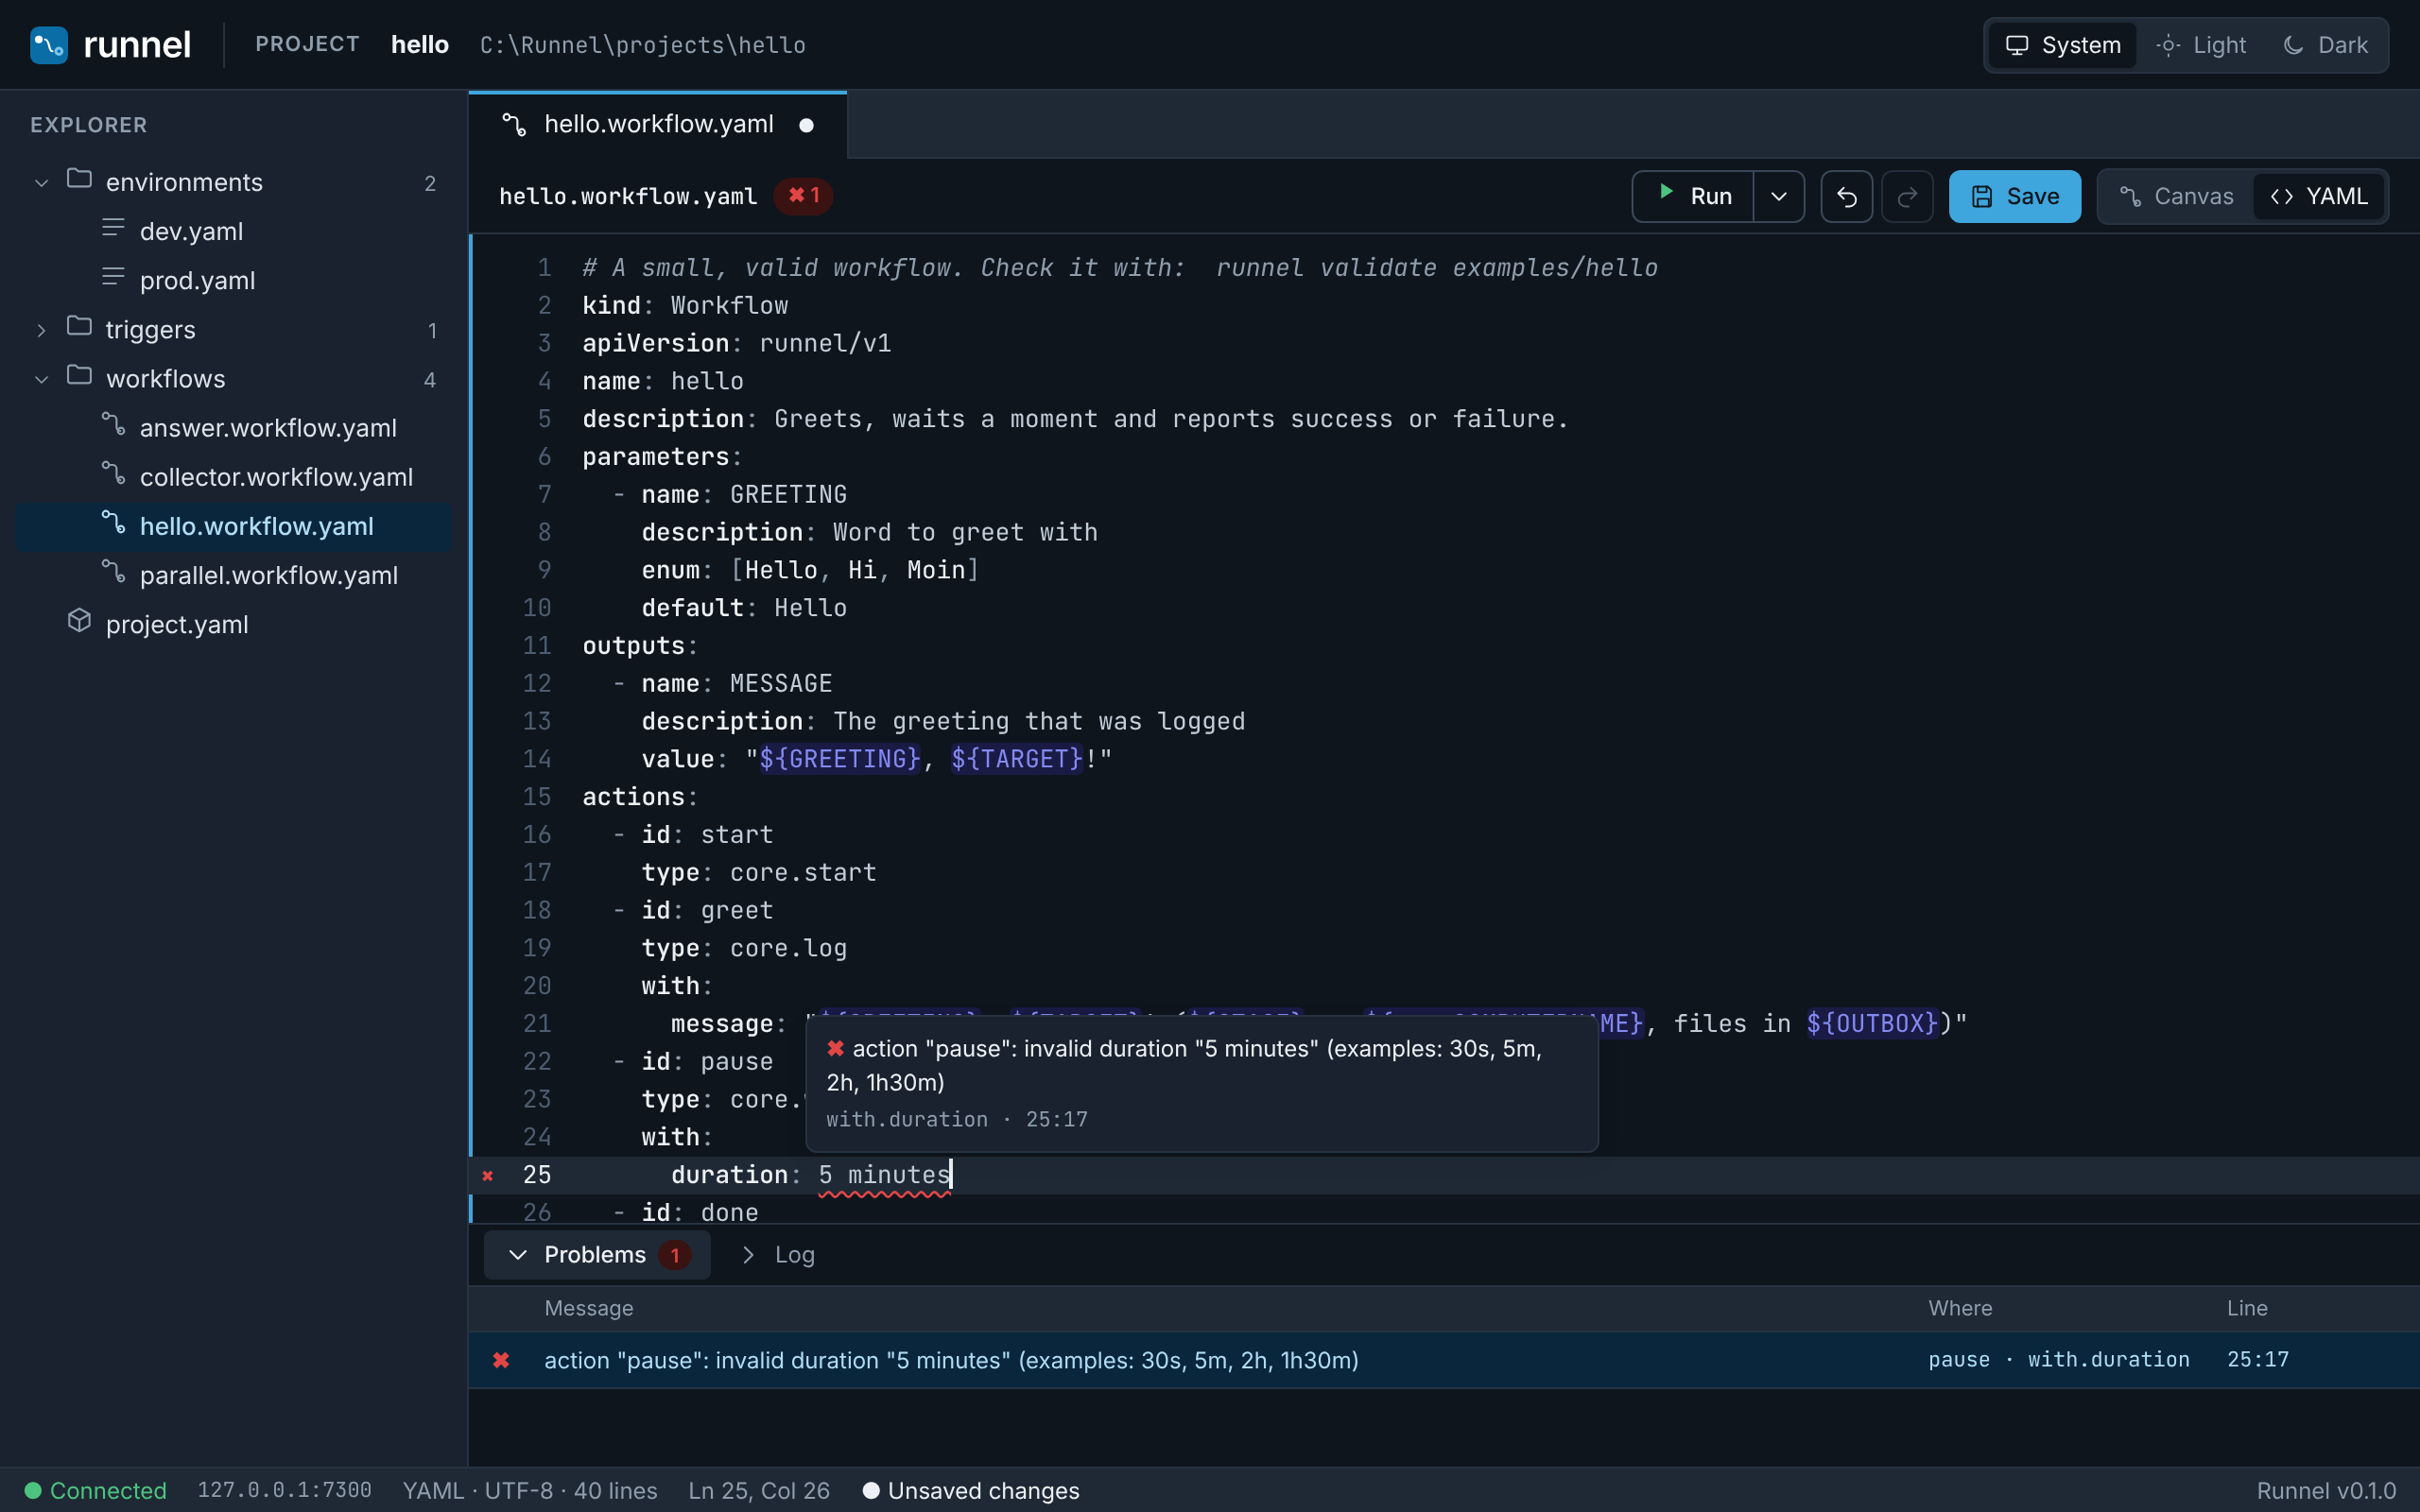 runnel PROJECT hello C:\Runnel\projects\hello System Light Dark
EXPLORER
environments 2
dev.yaml
prod.yaml
triggers 1
workflows 4
answer.workflow.yaml
collector.workflow.yaml
hello.workflow.yaml
parallel.workflow.yaml
project.yaml
hello.workflow.yaml
hello.workflow.yaml 1 Run Save Canvas YAML
1 # A small, valid workflow. Check it with:  runnel validate examples/hello
2 kind: Workflow
3 apiVersion: runnel/v1
4 name: hello
5 description: Greets, waits a moment and reports success or failure.
6 parameters:
7   - name: GREETING
8     description: Word to greet with
9     enum: [Hello, Hi, Moin]
10     default: Hello
11 outputs:
12   - name: MESSAGE
13     description: The greeting that was logged
14     value: "${GREETING}, ${TARGET}!"
15 actions:
16   - id: start
17     type: core.start
18   - id: greet
19     type: core.log
20     with:
21       message: , files in ${OUTBOX})"
22   - id: pause
23     type: core.
24     with:
25       duration: 5 minutes
26   - id: done
✖ action "pause": invalid duration "5 minutes" (examples: 30s, 5m,
2h, 1h30m)
with.duration · 25:17
Problems 1 Log
Message Where Line
✖ action "pause": invalid duration "5 minutes" (examples: 30s, 5m, 2h, 1h30m) pause · with.duration 25:17
Connected 127.0.0.1:7300 YAML · UTF-8 · 40 lines Ln 25, Col 26 Unsaved changes Runnel v0.1.0